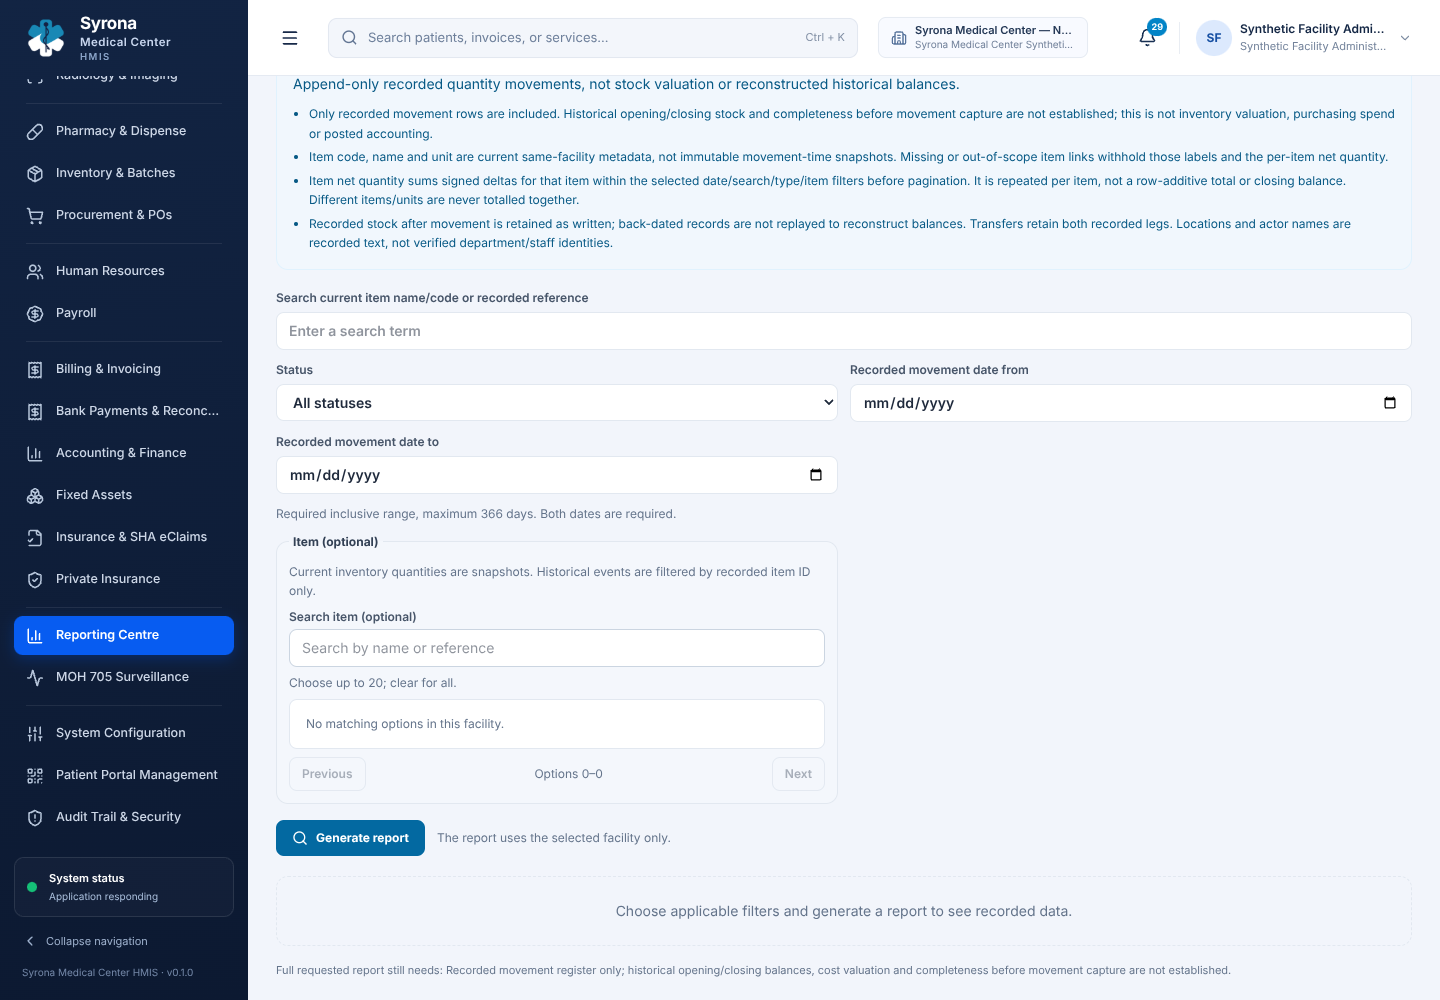 Syrona
Medical Center
HMIS
Radiology & Imaging
Pharmacy & Dispense
Inventory & Batches
Procurement & POs
Human Resources
Payroll
Billing & Invoicing
Bank Payments & Reconc...
Accounting & Finance
Fixed Assets
Insurance & SHA eClaims
Private Insurance
Reporting Centre
MOH 705 Surveillance
System Configuration
Patient Portal Management
Audit Trail & Security
System status
Application responding
Collapse navigation
Syrona Medical Center HMIS · v0.1.0
Search patients, invoices, or services...
Ctrl + K
Syrona Medical Center — N...
Syrona Medical Center Syntheti...
29
SF
Synthetic Facility Admi...
Synthetic Facility Administ...
Append-only recorded quantity movements, not stock valuation or reconstructed historical balances.
• Only recorded movement rows are included. Historical opening/closing stock and completeness before movement capture are not established; this is not inventory valuation, purchasing spend
or posted accounting.
• Item code, name and unit are current same-facility metadata, not immutable movement-time snapshots. Missing or out-of-scope item links withhold those labels and the per-item net quantity.
• Item net quantity sums signed deltas for that item within the selected date/search/type/item filters before pagination. It is repeated per item, not a row-additive total or closing balance.
Different items/units are never totalled together.
• Recorded stock after movement is retained as written; back-dated records are not replayed to reconstruct balances. Transfers retain both recorded legs. Locations and actor names are
recorded text, not verified department/staff identities.
Search current item name/code or recorded reference
Enter a search term
Status
All statuses
Recorded movement date from
mm/dd/yyyy
Recorded movement date to
mm/dd/yyyy
Required inclusive range, maximum 366 days. Both dates are required.
Item (optional)
Current inventory quantities are snapshots. Historical events are filtered by recorded item ID
only.
Search item (optional)
Search by name or reference
Choose up to 20; clear for all.
No matching options in this facility.
Previous
Options 0–0
Next
Generate report
The report uses the selected facility only.
Choose applicable filters and generate a report to see recorded data.
Full requested report still needs: Recorded movement register only; historical opening/closing balances, cost valuation and completeness before movement capture are not established.